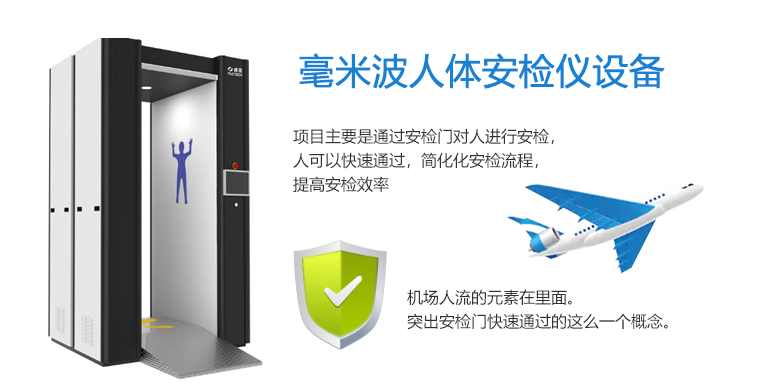 毫米波人体安检仪设备
项目主要是通过安检门对人进行安检，
人可以快速通过，简化化安检流程，
提高安检效率
机场人流的元素在里面。
突出安检门快速通过的这么一个概念。